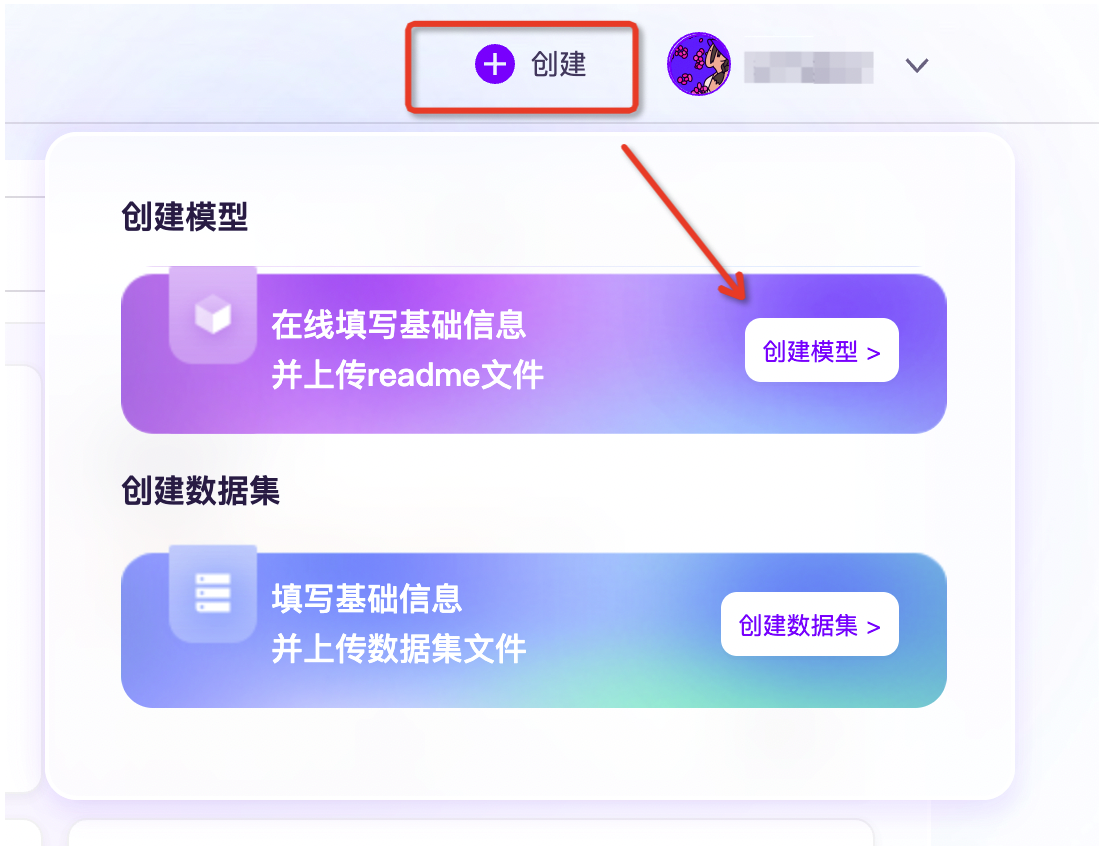 创建
创建模型
在线填写基础信息
并上传readme文件
创建模型 >
创建数据集
填写基础信息
并上传数据集文件
创建数据集 >